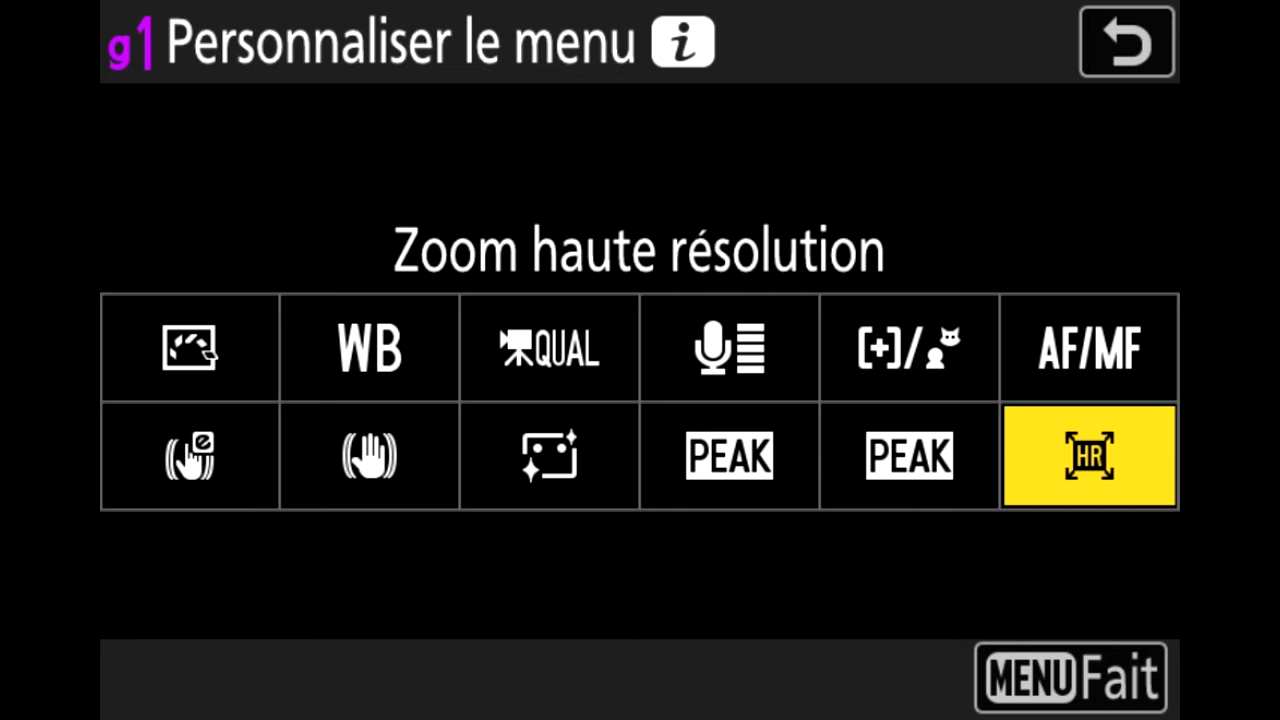 g1 Personnaliser le menu i
Zoom haute résolution
WB QUAL AF/MF
PEAK PEAK HR
MENU Fait